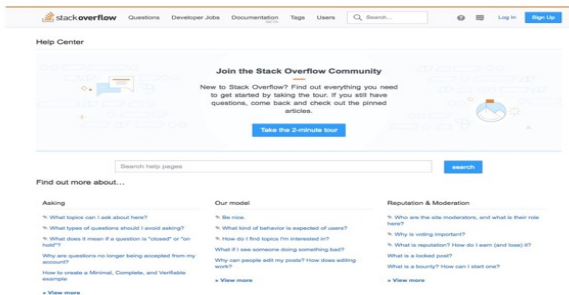 stackoverflow Questions Developer Jobs Documentation BETA Tags Users Search... Log In Sign Up
Help Center
Join the Stack Overflow Community
New to Stack Overflow? Find out everything you need
to get started by taking the tour. If you still have
questions, come back and check out the pinned
articles.
Take the 2-minute tour
Search help pages
search
Find out more about...
Asking
What topics can I ask about here?
What types of questions should I avoid asking?
What does it mean if a question is "closed" or "on
hold"?
Why are questions no longer being accepted from my
account?
How to create a Minimal, Complete, and Verifiable
example
» View more
Our model
Be nice.
What kind of behavior is expected of users?
How do I find topics I'm interested in?
What if I see someone doing something bad?
Why can people edit my posts? How does editing
work?
» View more
Reputation & Moderation
Who are the site moderators, and what is their role
here?
Why is voting important?
What is reputation? How do I earn (and lose) it?
What is a locked post?
What is a bounty? How can I start one?
» View more